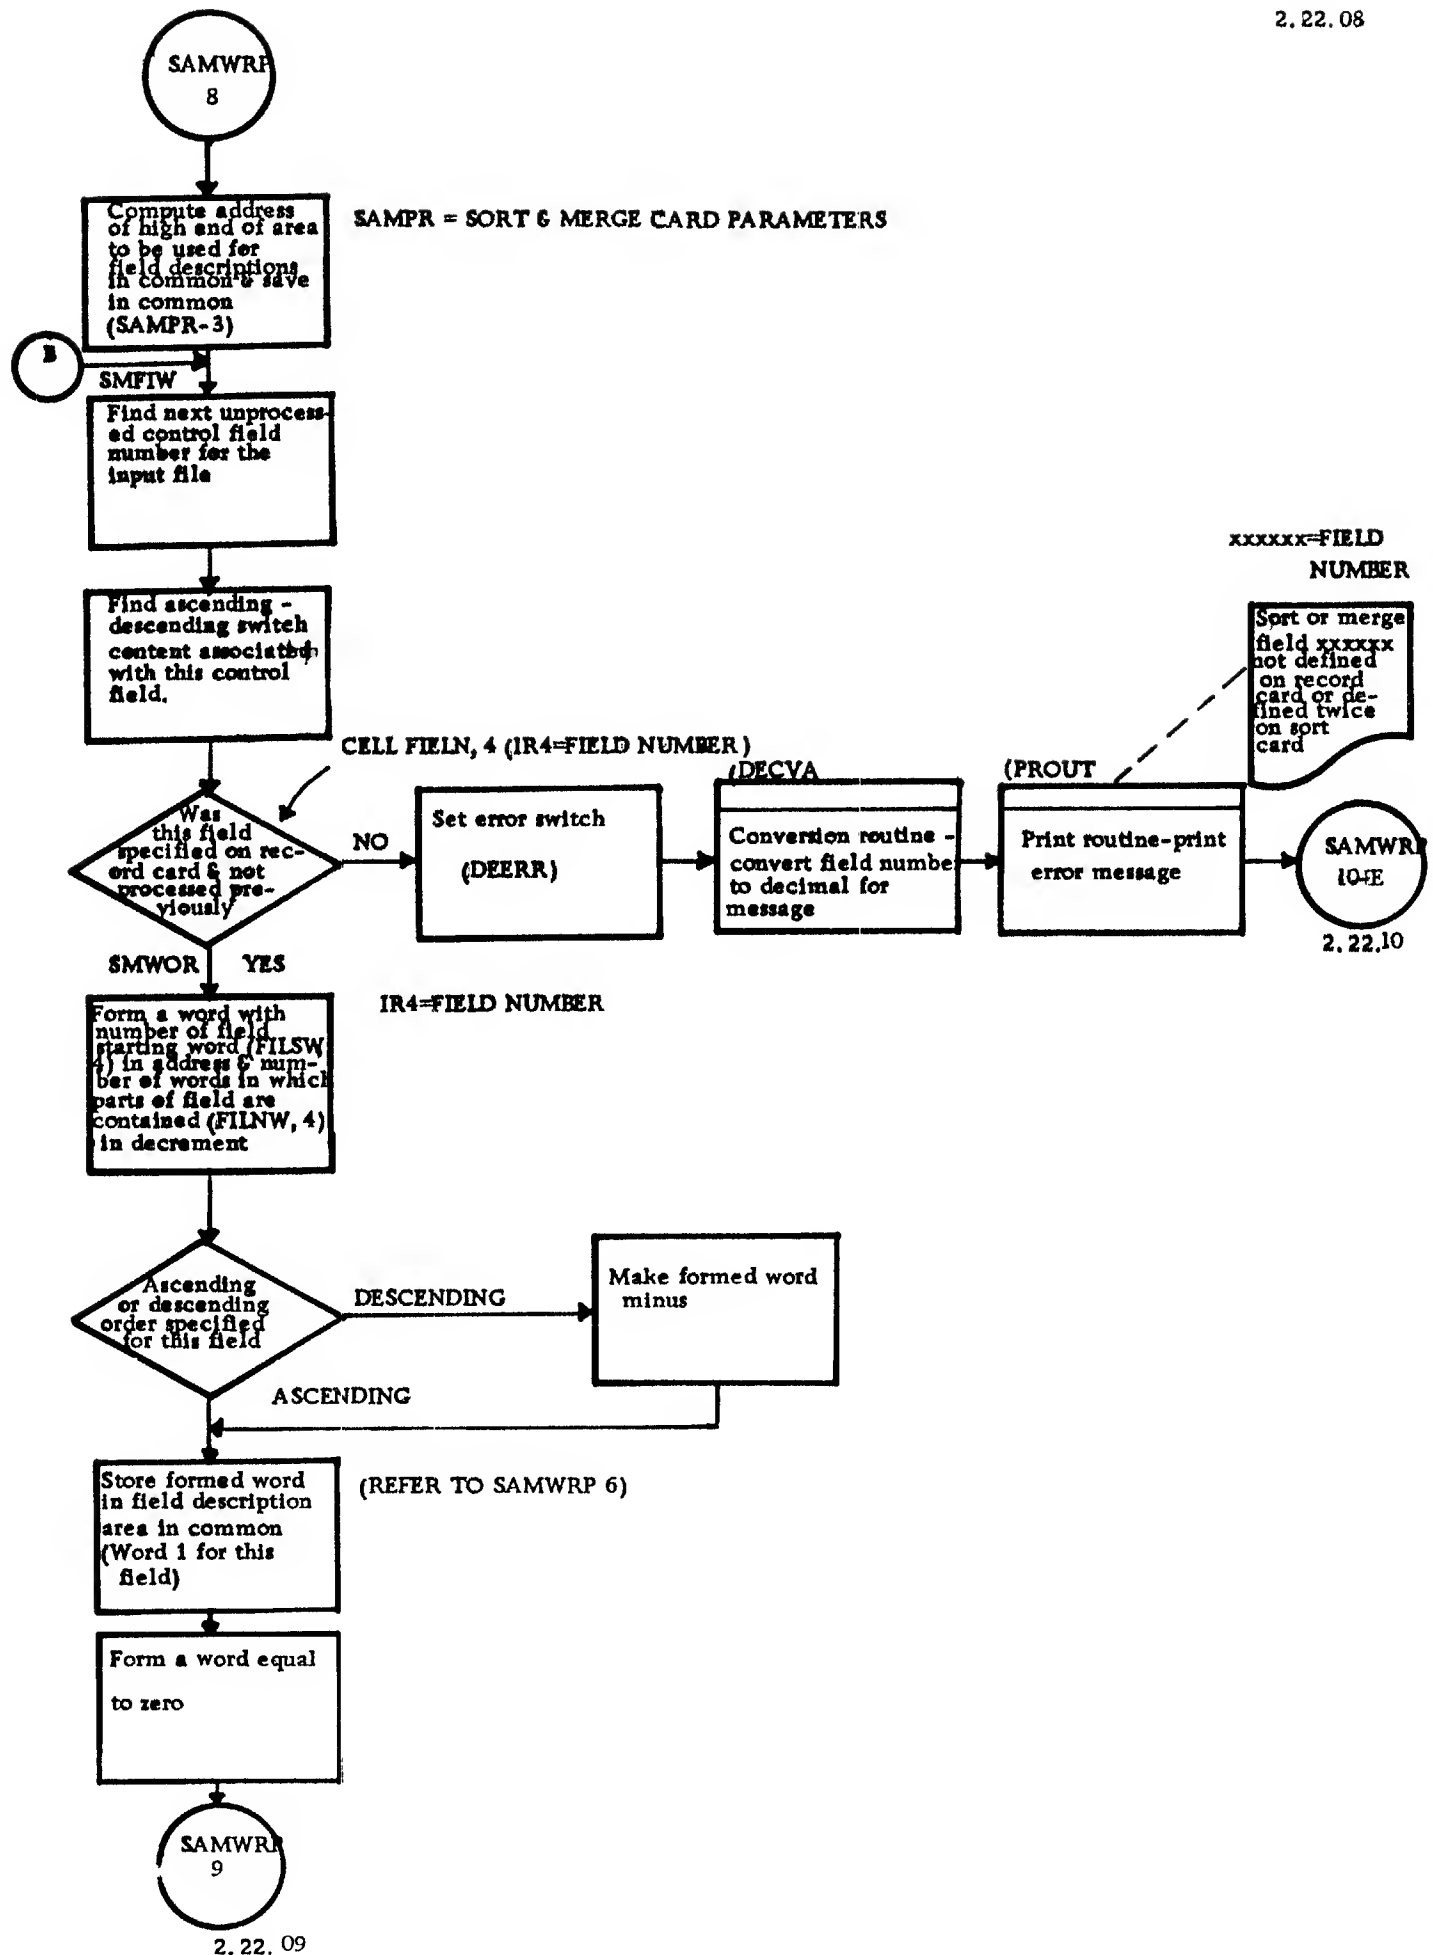 2.22.08
SAMWRP
8
Compute address
of high end of area
to be used for
field descriptions
in common & save
in common
(SAMPR-3)
SAMPR = SORT & MERGE CARD PARAMETERS
B
SMFIW
Find next unprocess-
ed control field
number for the
input file
Find ascending -
descending switch
content associated
with this control
field.
xxxxxx=FIELD
NUMBER
Sort or merge
field xxxxxx
not defined
on record
card or de-
fined twice
on sort
card
CELL FIELN, 4 (IR4=FIELD NUMBER)
Was
this field
specified on rec-
ord card & not
processed pre-
viously
NO
Set error switch
(DEERR)
(DECVA
Conversion routine -
convert field number
to decimal for
message
(PROUT
Print routine-print
error message
SAMWRP
10-E
2.22.10
SMWOR YES
IR4=FIELD NUMBER
Form a word with
number of field
starting word (FILSW,
4) in address & num-
ber of words in which
parts of field are
contained (FILNW, 4)
in decrement
Ascending
or descending
order specified
for this field
DESCENDING
Make formed word
minus
ASCENDING
Store formed word
in field description
area in common
(Word 1 for this
field)
(REFER TO SAMWRP 6)
Form a word equal
to zero
SAMWRP
9
2.22.09